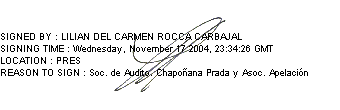 SIGNED BY : LILIAN DEL CARMEN ROCCA CARBAJAL
SIGNING TIME : Wednesday, November 17 2004, 23:34:26 GMT
LOCATION : PRES
REASON TO SIGN : Soc. de Audito. Chapoñana Prada y Asoc. Apelación